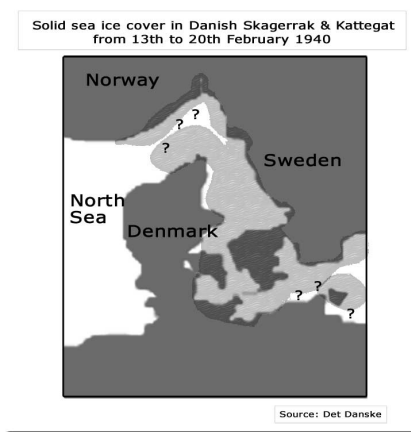 Solid sea ice cover in Danish Skagerrak & Kattegat
from 13th to 20th February 1940
Norway
?
?
?
Sweden
North
Sea
Denmark
?
?
?
Source: Det Danske